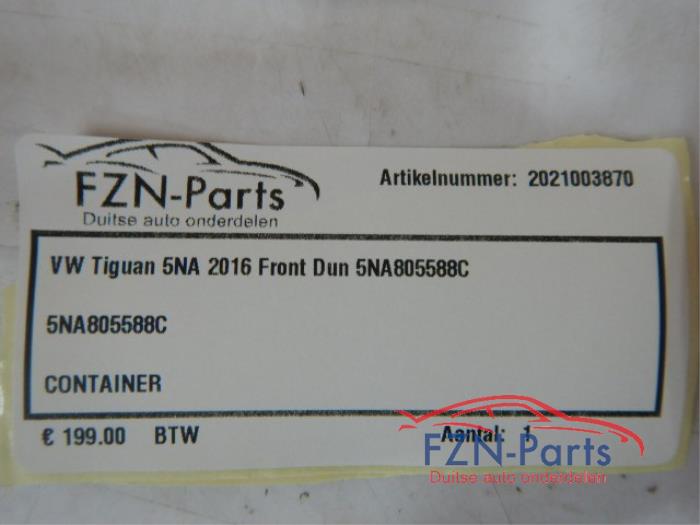 FZN-Parts
Duitse auto onderdelen
Artikelnummer: 2021003870
VW Tiguan 5NA 2016 Front Dun 5NA805588C
5NA805588C
CONTAINER
€ 199.00 BTW Aantal: 1
FZN-Parts
Duitse auto onderdelen